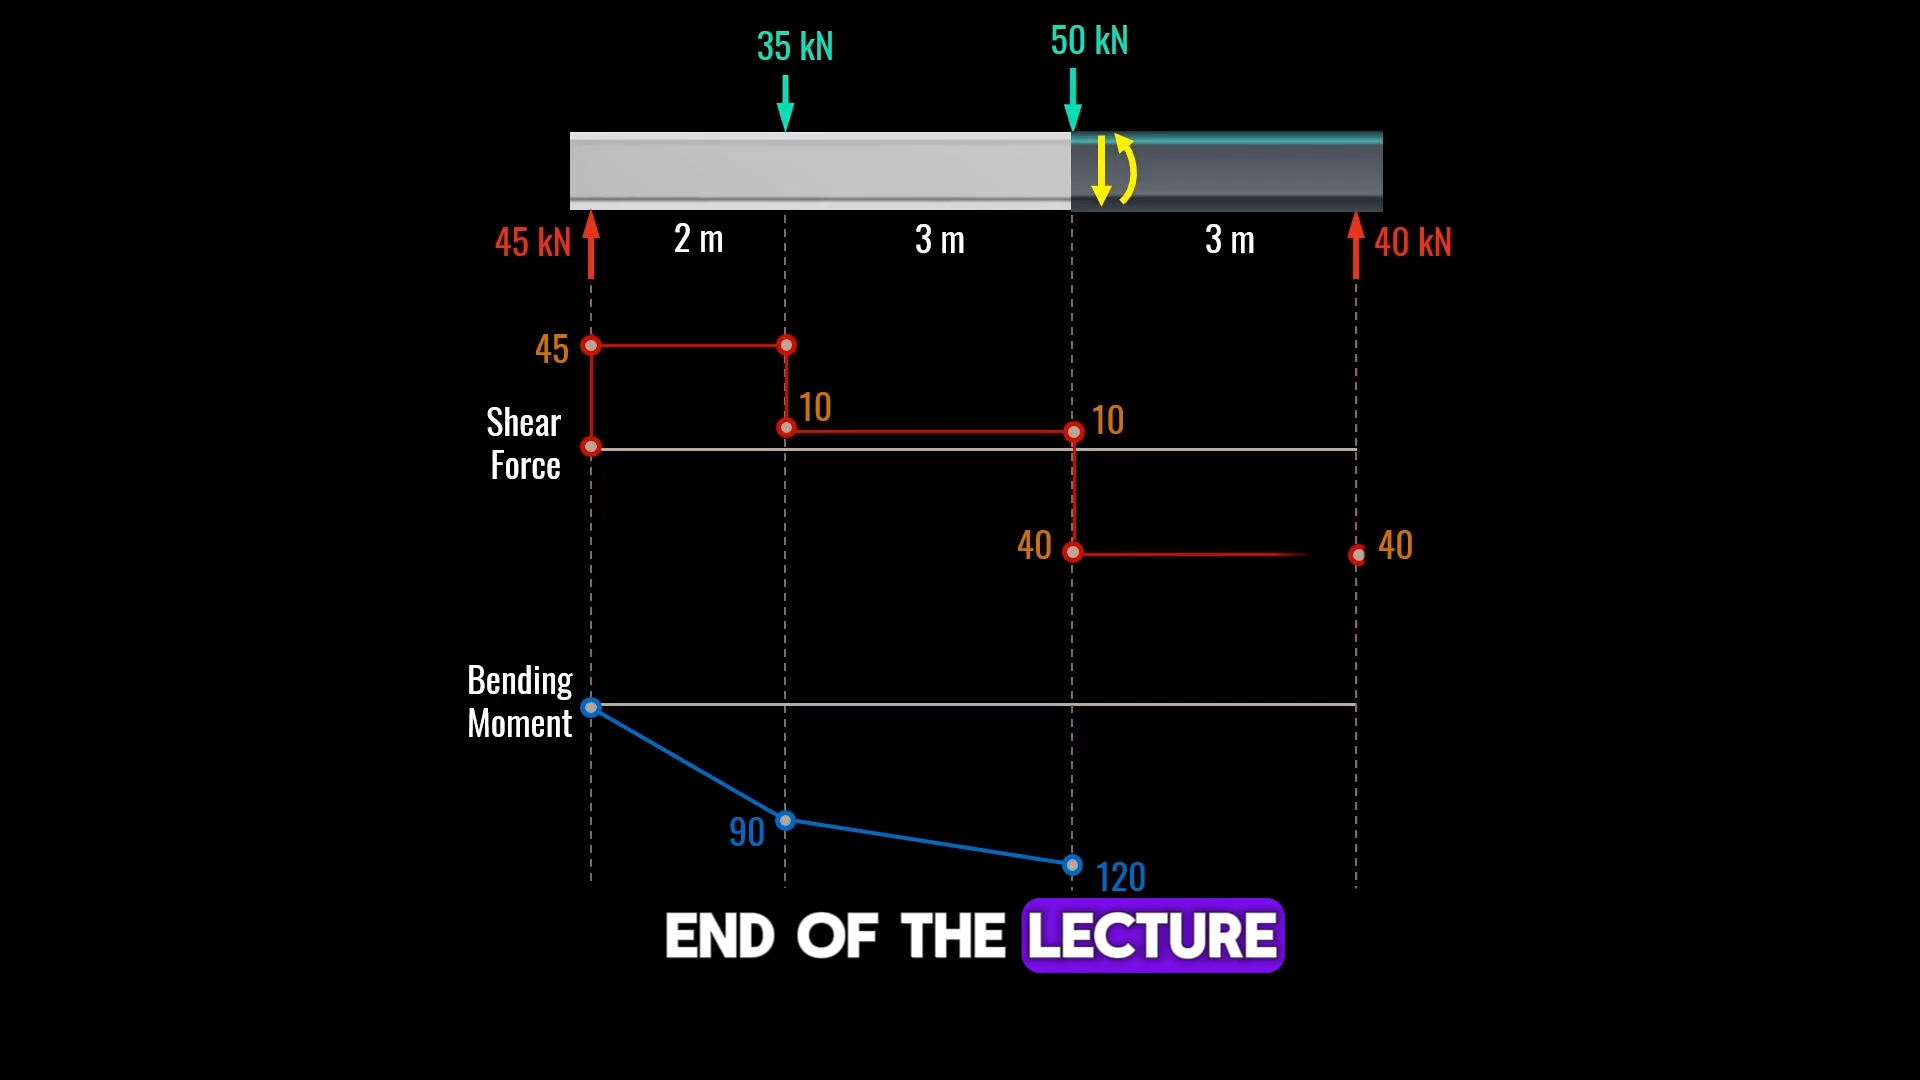 35 kN
50 kN
45 kN
2 m
3 m
3 m
40 kN
45
10
10
Shear
Force
40
40
Bending
Moment
90
120
END OF THE LECTURE